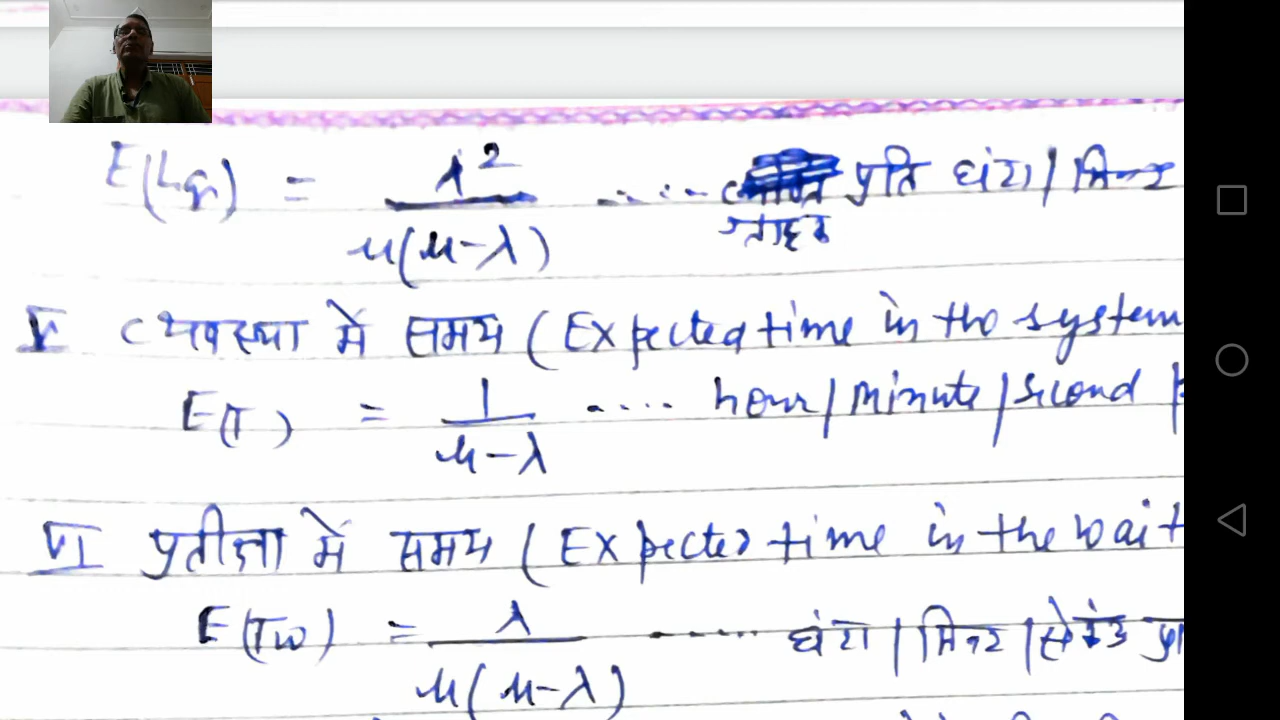 E(Lq) = λ² / μ(μ-λ) ..... ग्राहक प्रति घंटा / मिनट
V व्यवस्था में समय (Expected time in the system
E(T) = 1 / μ-λ ..... hour / minute / second
VI प्रतीक्षा में समय (Expected time in the wait
E(Tw) = λ / μ(μ-λ) ..... घंटा / मिनट / सेकंड